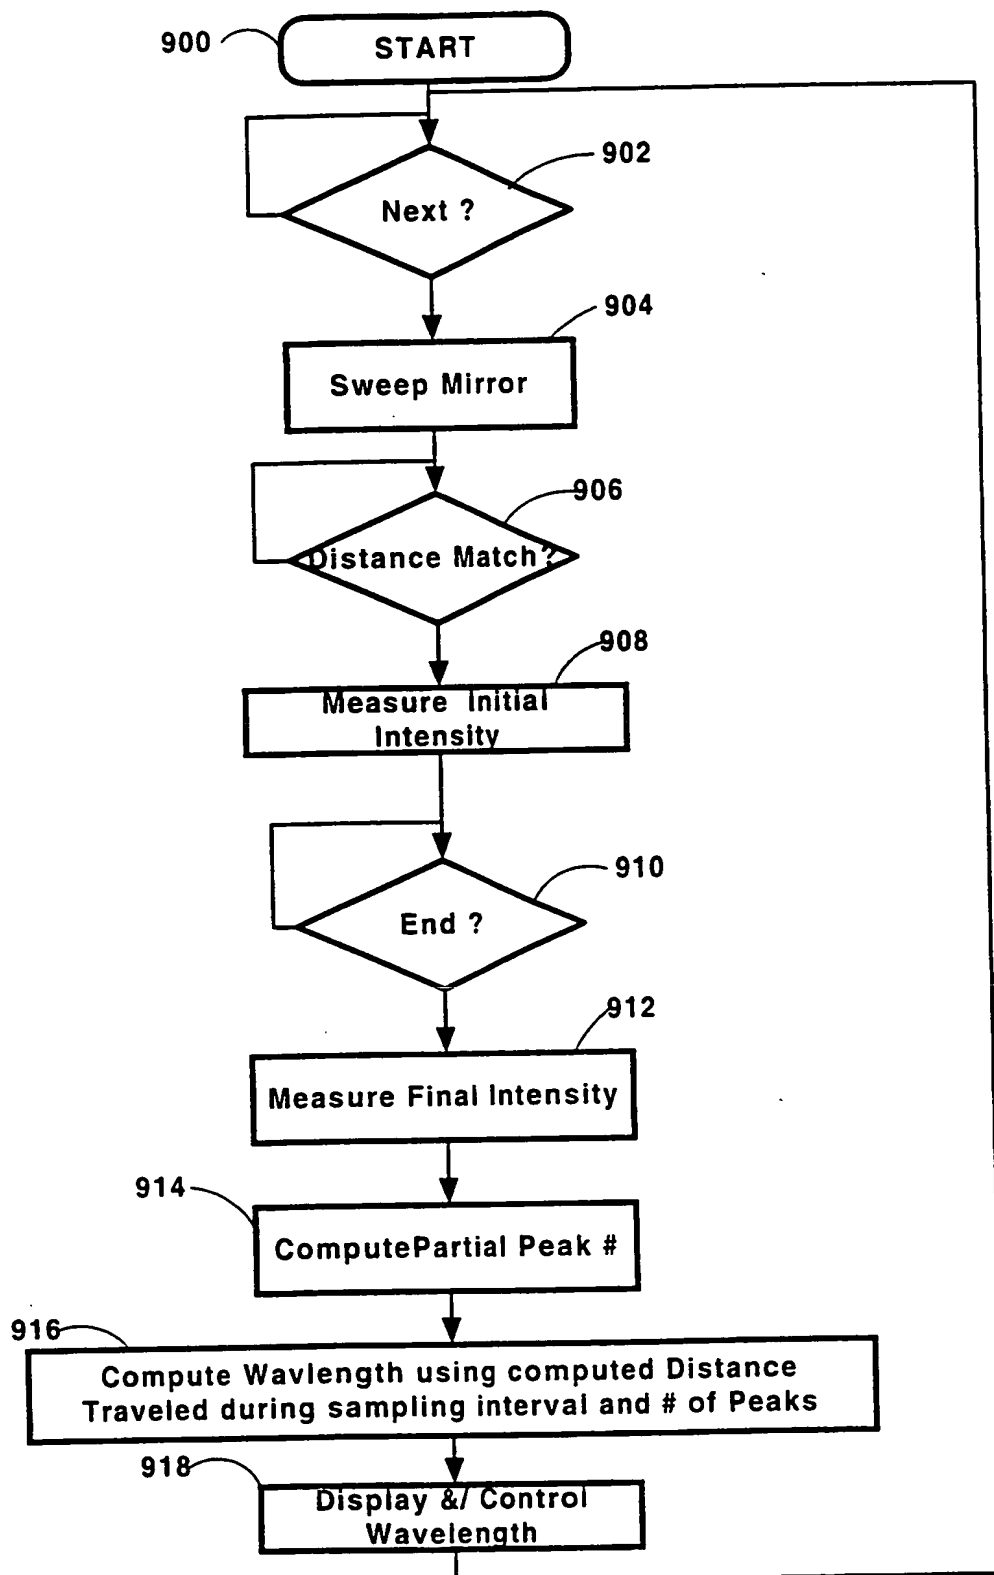 900
START
902
Next ?
904
Sweep Mirror
906
Distance Match?
908
Measure Initial
Intensity
910
End ?
912
Measure Final Intensity
914
ComputePartial Peak #
916
Compute Wavlength using computed Distance
Traveled during sampling interval and # of Peaks
918
Display &/ Control
Wavelength